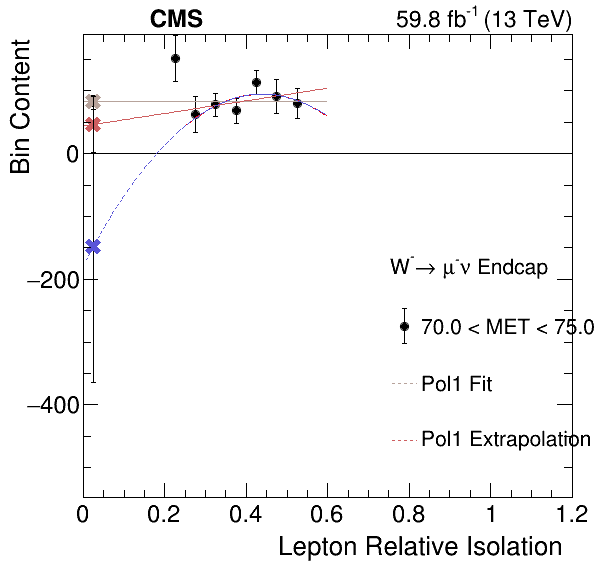 CMS
59.8 fb⁻¹ (13 TeV)
Bin Content
0
−200
−400
W⁻→ μ⁻ν Endcap
70.0 < MET < 75.0
Pol1 Fit
Pol1 Extrapolation
0 0.2 0.4 0.6 0.8 1 1.2
Lepton Relative Isolation